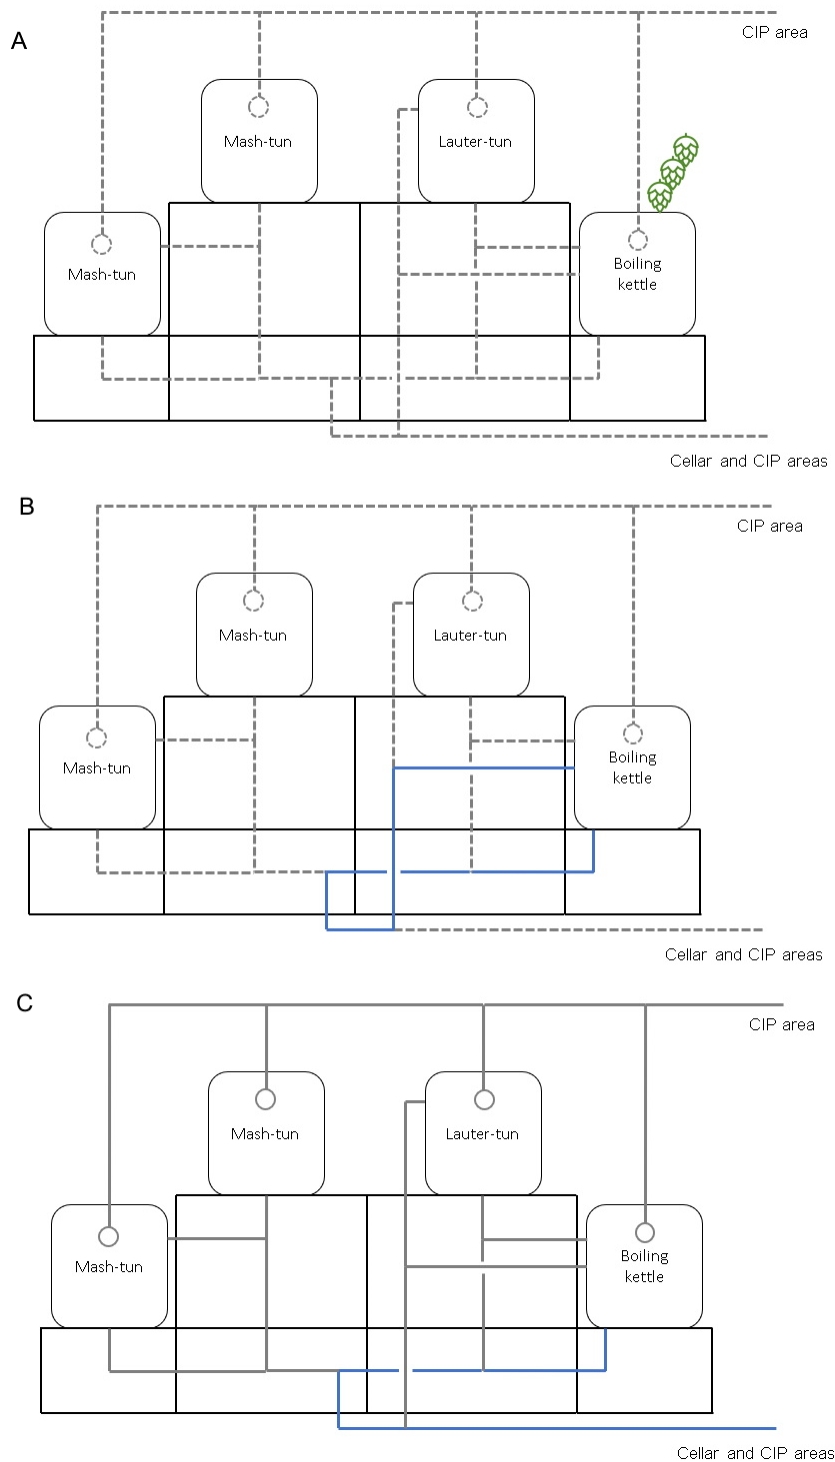 A
CIP area
Mash-tun
Lauter-tun
Mash-tun
Boiling
kettle
Cellar and CIP areas
B
CIP area
Mash-tun
Lauter-tun
Mash-tun
Boiling
kettle
Cellar and CIP areas
C
CIP area
Mash-tun
Lauter-tun
Mash-tun
Boiling
kettle
Cellar and CIP areas